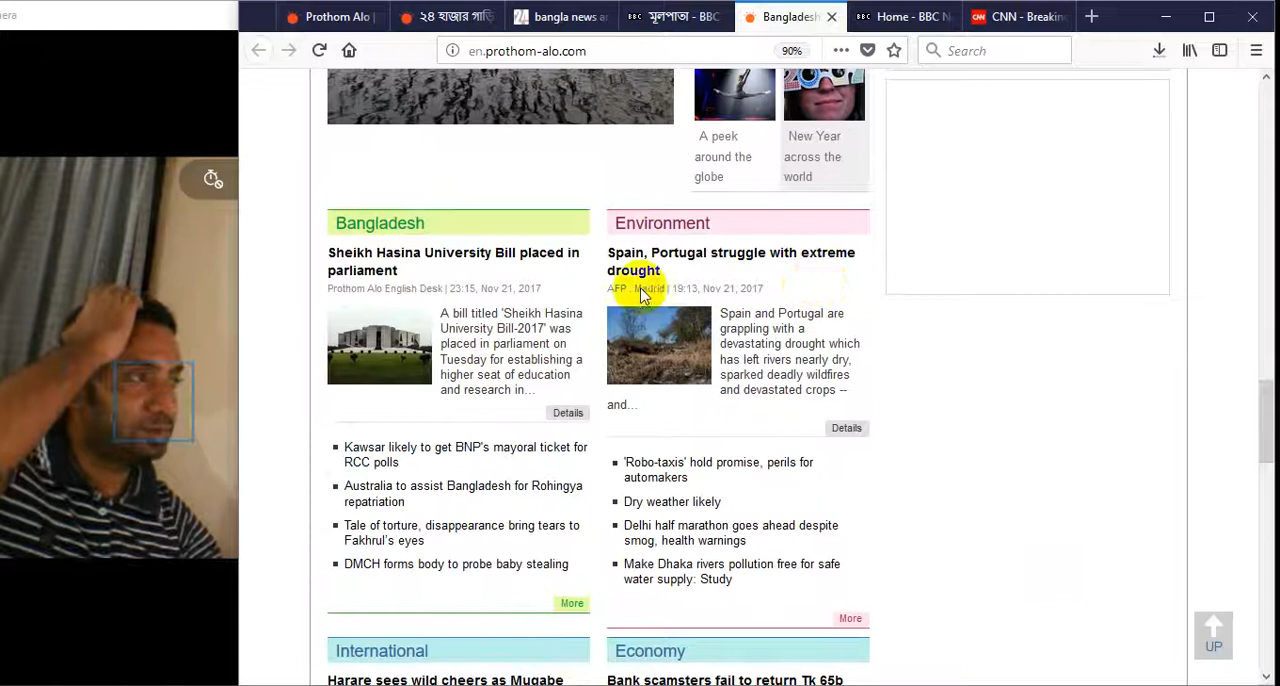 era
Prothom Alo |
২৪ হাজার গাড়ি
bangla news a
BBC মূলপাতা - BBC
Bangladesh
BBC Home - BBC N
CNN CNN - Breakin
en.prothom-alo.com
90%
Search
A peek
around the
globe
New Year
across the
world
Bangladesh
Sheikh Hasina University Bill placed in
parliament
Prothom Alo English Desk | 23:15, Nov 21, 2017
A bill titled 'Sheikh Hasina
University Bill-2017' was
placed in parliament on
Tuesday for establishing a
higher seat of education
and research in...
Details
Kawsar likely to get BNP's mayoral ticket for
RCC polls
Australia to assist Bangladesh for Rohingya
repatriation
Tale of torture, disappearance bring tears to
Fakhrul's eyes
DMCH forms body to probe baby stealing
More
Environment
Spain, Portugal struggle with extreme
drought
AFP . Madrid | 19:13, Nov 21, 2017
Spain and Portugal are
grappling with a
devastating drought which
has left rivers nearly dry,
sparked deadly wildfires
and devastated crops --
and...
Details
'Robo-taxis' hold promise, perils for
automakers
Dry weather likely
Delhi half marathon goes ahead despite
smog, health warnings
Make Dhaka rivers pollution free for safe
water supply: Study
More
International
Harare sees wild cheers as Mugabe
Economy
Bank scamsters fail to return Tk 65b
UP